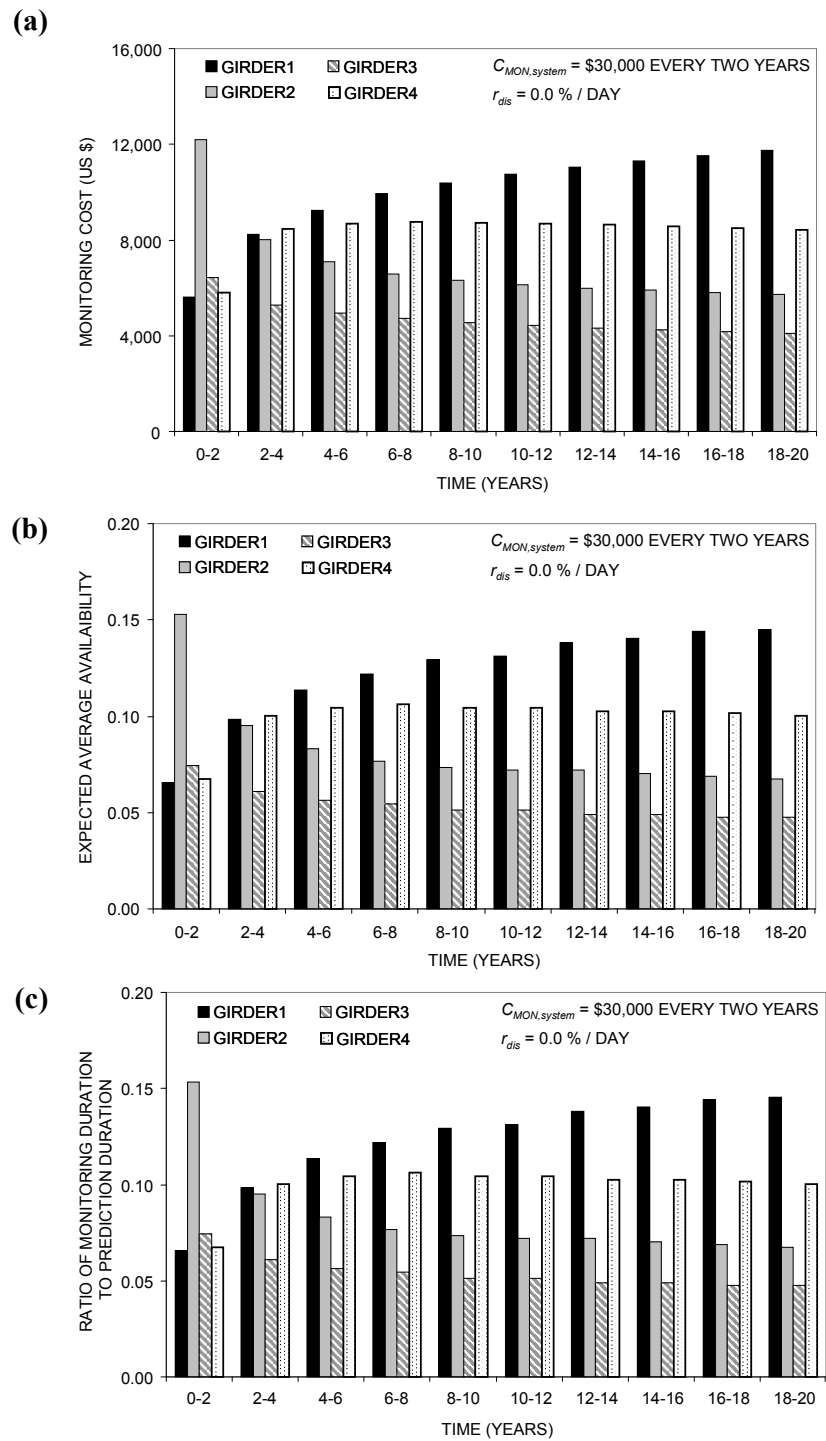 (a)
16,000
12,000
8,000
4,000
0
MONITORING COST (US $)
GIRDER1
GIRDER3
GIRDER2
GIRDER4
C_MON,system = $30,000 EVERY TWO YEARS
r_dis = 0.0 % / DAY
0-2 2-4 4-6 6-8 8-10 10-12 12-14 14-16 16-18 18-20
TIME (YEARS)
(b)
0.20
0.15
0.10
0.05
0.00
EXPECTED AVERAGE AVAILAIBILITY
GIRDER1
GIRDER3
GIRDER2
GIRDER4
C_MON,system = $30,000 EVERY TWO YEARS
r_dis = 0.0 % / DAY
0-2 2-4 4-6 6-8 8-10 10-12 12-14 14-16 16-18 18-20
TIME (YEARS)
(c)
0.20
0.15
0.10
0.05
0.00
RATIO OF MONITORING DURATION
TO PREDICTION DURATION
GIRDER1
GIRDER3
GIRDER2
GIRDER4
C_MON,system = $30,000 EVERY TWO YEARS
r_dis = 0.0 % / DAY
0-2 2-4 4-6 6-8 8-10 10-12 12-14 14-16 16-18 18-20
TIME (YEARS)